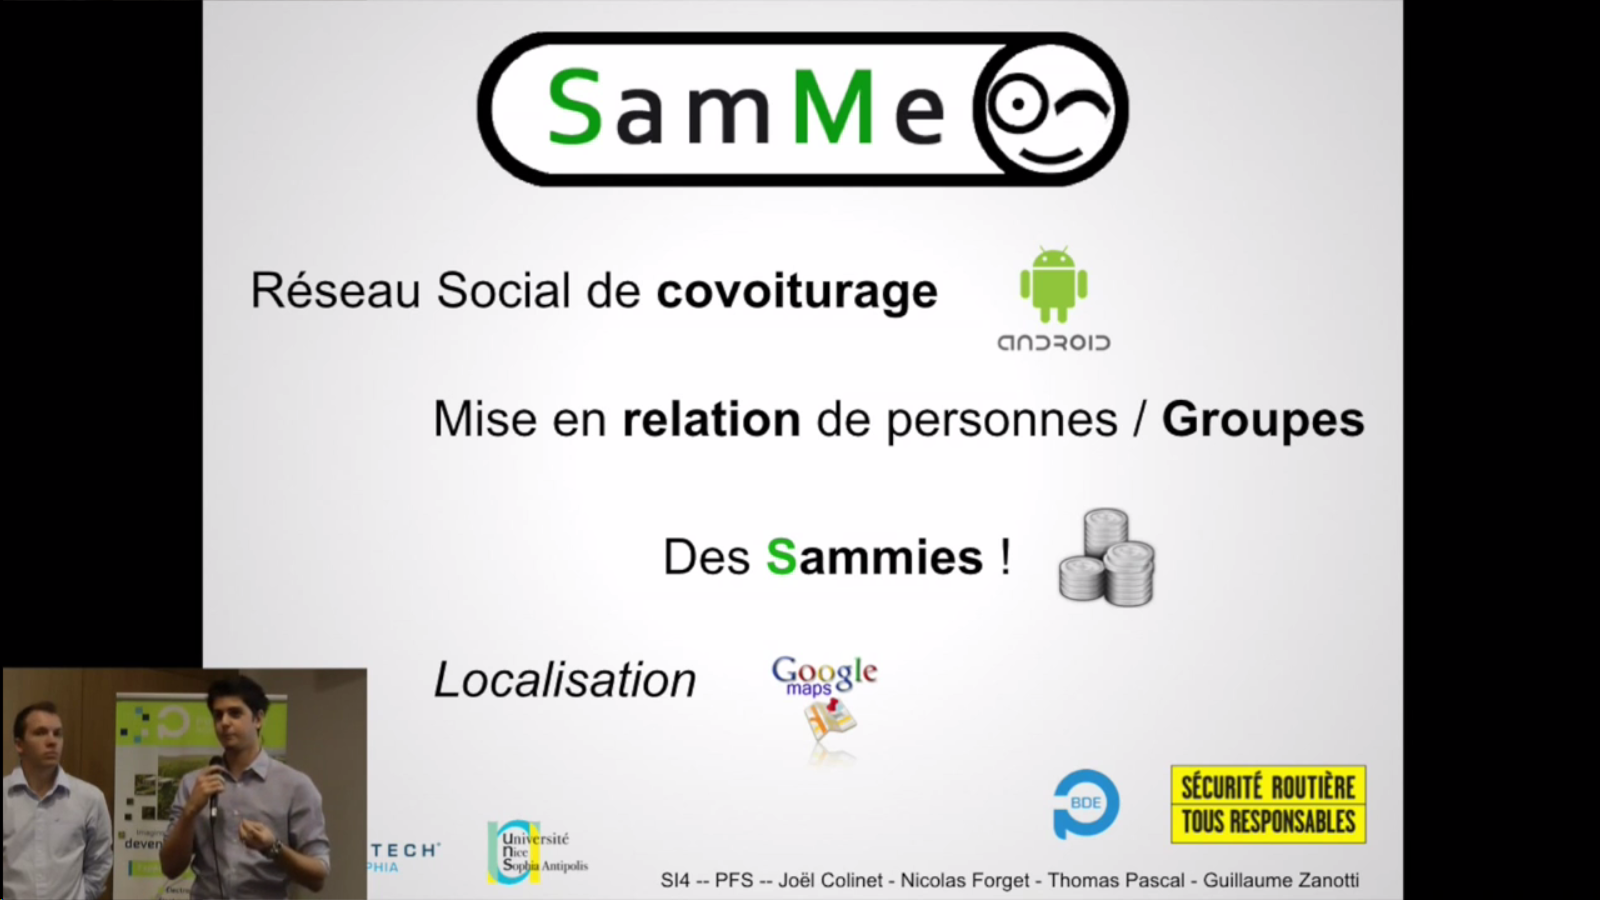 SamMe
Réseau Social de covoiturage
ANDROID
Mise en relation de personnes / Groupes
Des Sammies !
Localisation
Google
maps
BDE
SÉCURITÉ ROUTIÈRE
TOUS RESPONSABLES
TECH
PHIA
Université
Nice
Sophia Antipolis
SI4 -- PFS -- Joël Colinet - Nicolas Forget - Thomas Pascal - Guillaume Zanotti